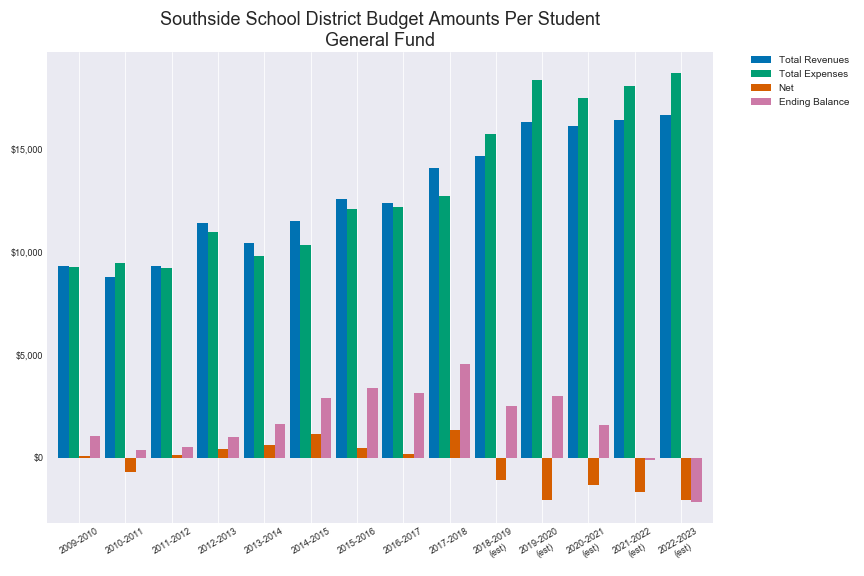 Southside School District Budget Amounts Per Student
General Fund
Total Revenues
Total Expenses
Net
Ending Balance
$15,000
$10,000
$5,000
$0
2009-2010
2010-2011
2011-2012
2012-2013
2013-2014
2014-2015
2015-2016
2016-2017
2017-2018
2018-2019
(est)
2019-2020
(est)
2020-2021
(est)
2021-2022
(est)
2022-2023
(est)